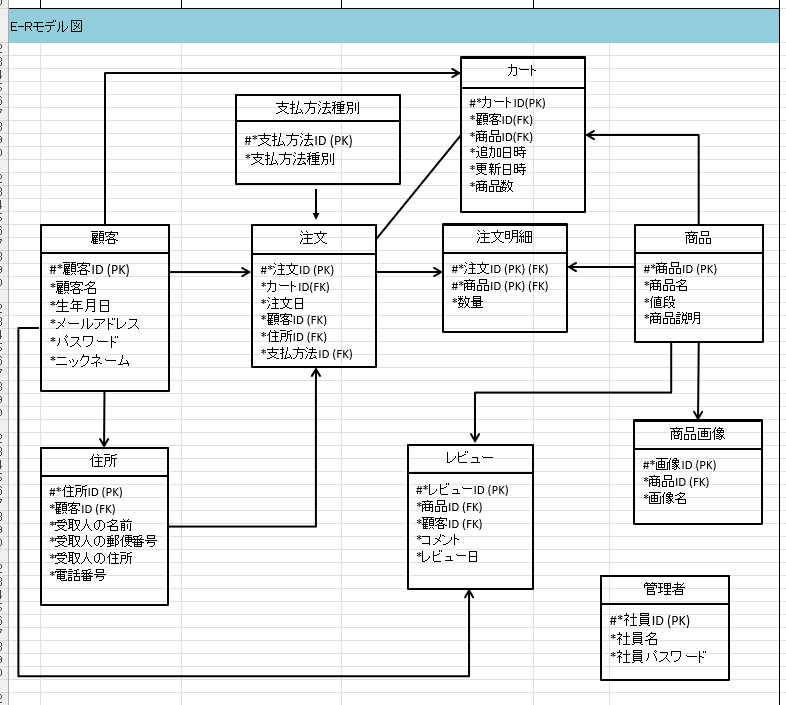 E-Rモデル図
カート
#*カートID(PK)
*顧客ID(FK)
*商品ID(FK)
*追加日時
*更新日時
*商品数
支払方法種別
#*支払方法ID (PK)
*支払方法種別
顧客
#*顧客ID (PK)
*顧客名
*生年月日
*メールアドレス
*パスワード
*ニックネーム
注文
#*注文ID (PK)
*カートID(FK)
*注文日
*顧客ID (FK)
*住所ID (FK)
*支払方法ID (FK)
注文明細
#*注文ID (PK) (FK)
#*商品ID (PK) (FK)
*数量
商品
#*商品ID (PK)
*商品名
*値段
*商品説明
住所
#*住所ID (PK)
*顧客ID (FK)
*受取人の名前
*受取人の郵便番号
*受取人の住所
*電話番号
レビュー
#*レビューID (PK)
*商品ID (FK)
*顧客ID (FK)
*コメント
*レビュー日
商品画像
#*画像ID (PK)
*商品ID (FK)
*画像名
管理者
#*社員ID (PK)
*社員名
*社員パスワード